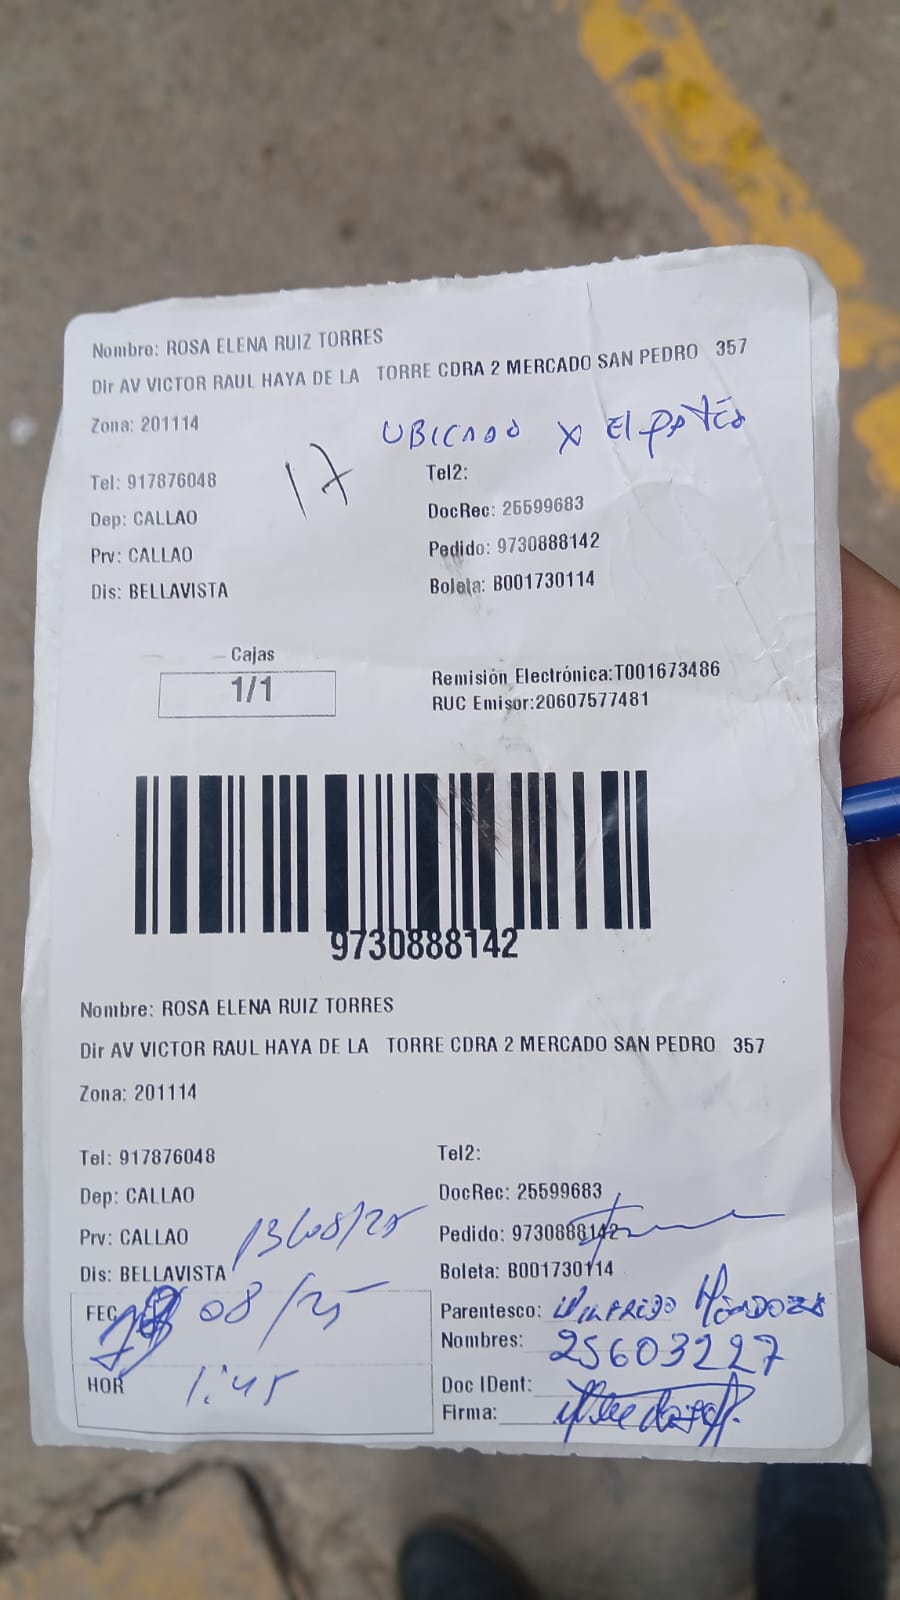 Nombre: ROSA ELENA RUIZ TORRES
Dir AV VICTOR RAUL HAYA DE LA TORRE CDRA 2 MERCADO SAN PEDRO 357
Zona: 201114
UBICADO X El
17
Tel: 917876048
Tel2:
Dep: CALLAO
DocRec: 25599683
Prv: CALLAO
Pedido: 9730888142
Dis: BELLAVISTA
Boleta: B001730114
Cajas
1/1
Remisión Electrónica:T001673486
RUC Emisor:20607577481
9730888142
Nombre: ROSA ELENA RUIZ TORRES
Dir AV VICTOR RAUL HAYA DE LA TORRE CDRA 2 MERCADO SAN PEDRO 357
Zona: 201114
Tel: 917876048
Tel2:
Dep: CALLAO
DocRec: 25599683
Prv: CALLAO
13/08/25
Pedido: 9730888142
Dis: BELLAVISTA
Boleta: B001730114
FEC 08/25
Parentesco: Wilfredo Mendoza
Nombres: 25603227
HOR 1:45
Doc IDent:
Firma: